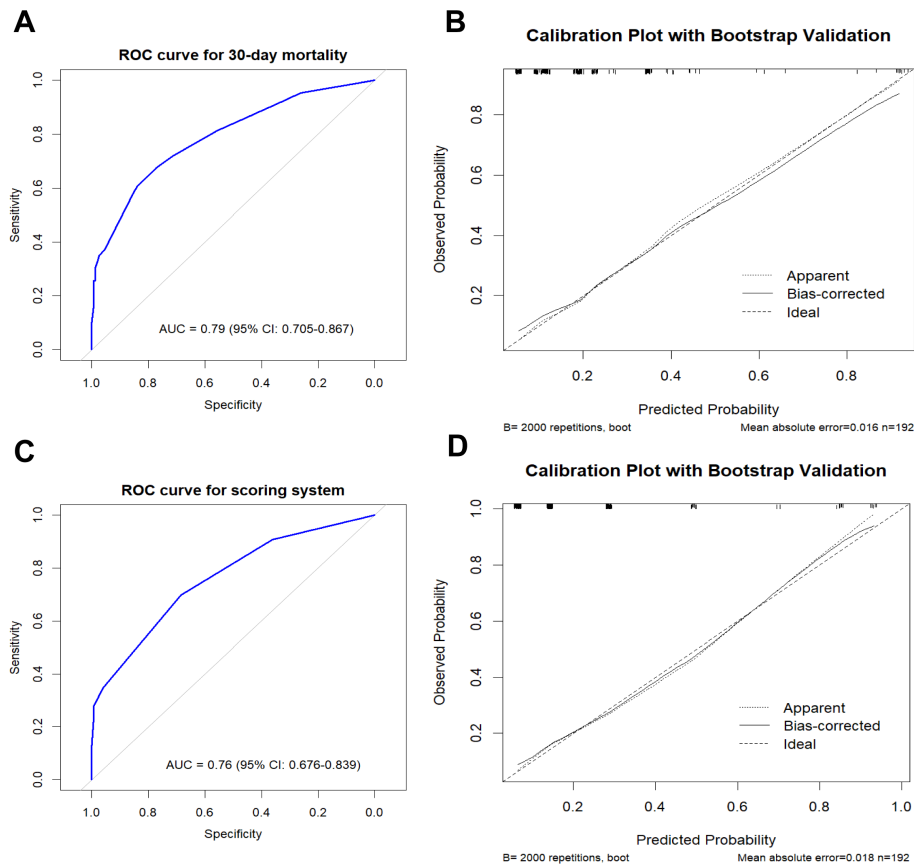 A
ROC curve for 30-day mortality
1.0
0.8
0.6
0.4
0.2
0.0
Sensitivity
AUC = 0.79 (95% CI: 0.705-0.867)
1.0 0.8 0.6 0.4 0.2 0.0
Specificity
B
Calibration Plot with Bootstrap Validation
0.8
0.6
0.4
0.2
Observed Probability
Apparent
Bias-corrected
Ideal
0.2 0.4 0.6 0.8
Predicted Probability
B= 2000 repetitions, boot Mean absolute error=0.016 n=192
C
ROC curve for scoring system
1.0
0.8
0.6
0.4
0.2
0.0
Sensitivity
AUC = 0.76 (95% CI: 0.676-0.839)
1.0 0.8 0.6 0.4 0.2 0.0
Specificity
D
Calibration Plot with Bootstrap Validation
1.0
0.8
0.6
0.4
0.2
Observed Probability
Apparent
Bias-corrected
Ideal
0.2 0.4 0.6 0.8 1.0
Predicted Probability
B= 2000 repetitions, boot Mean absolute error=0.018 n=192